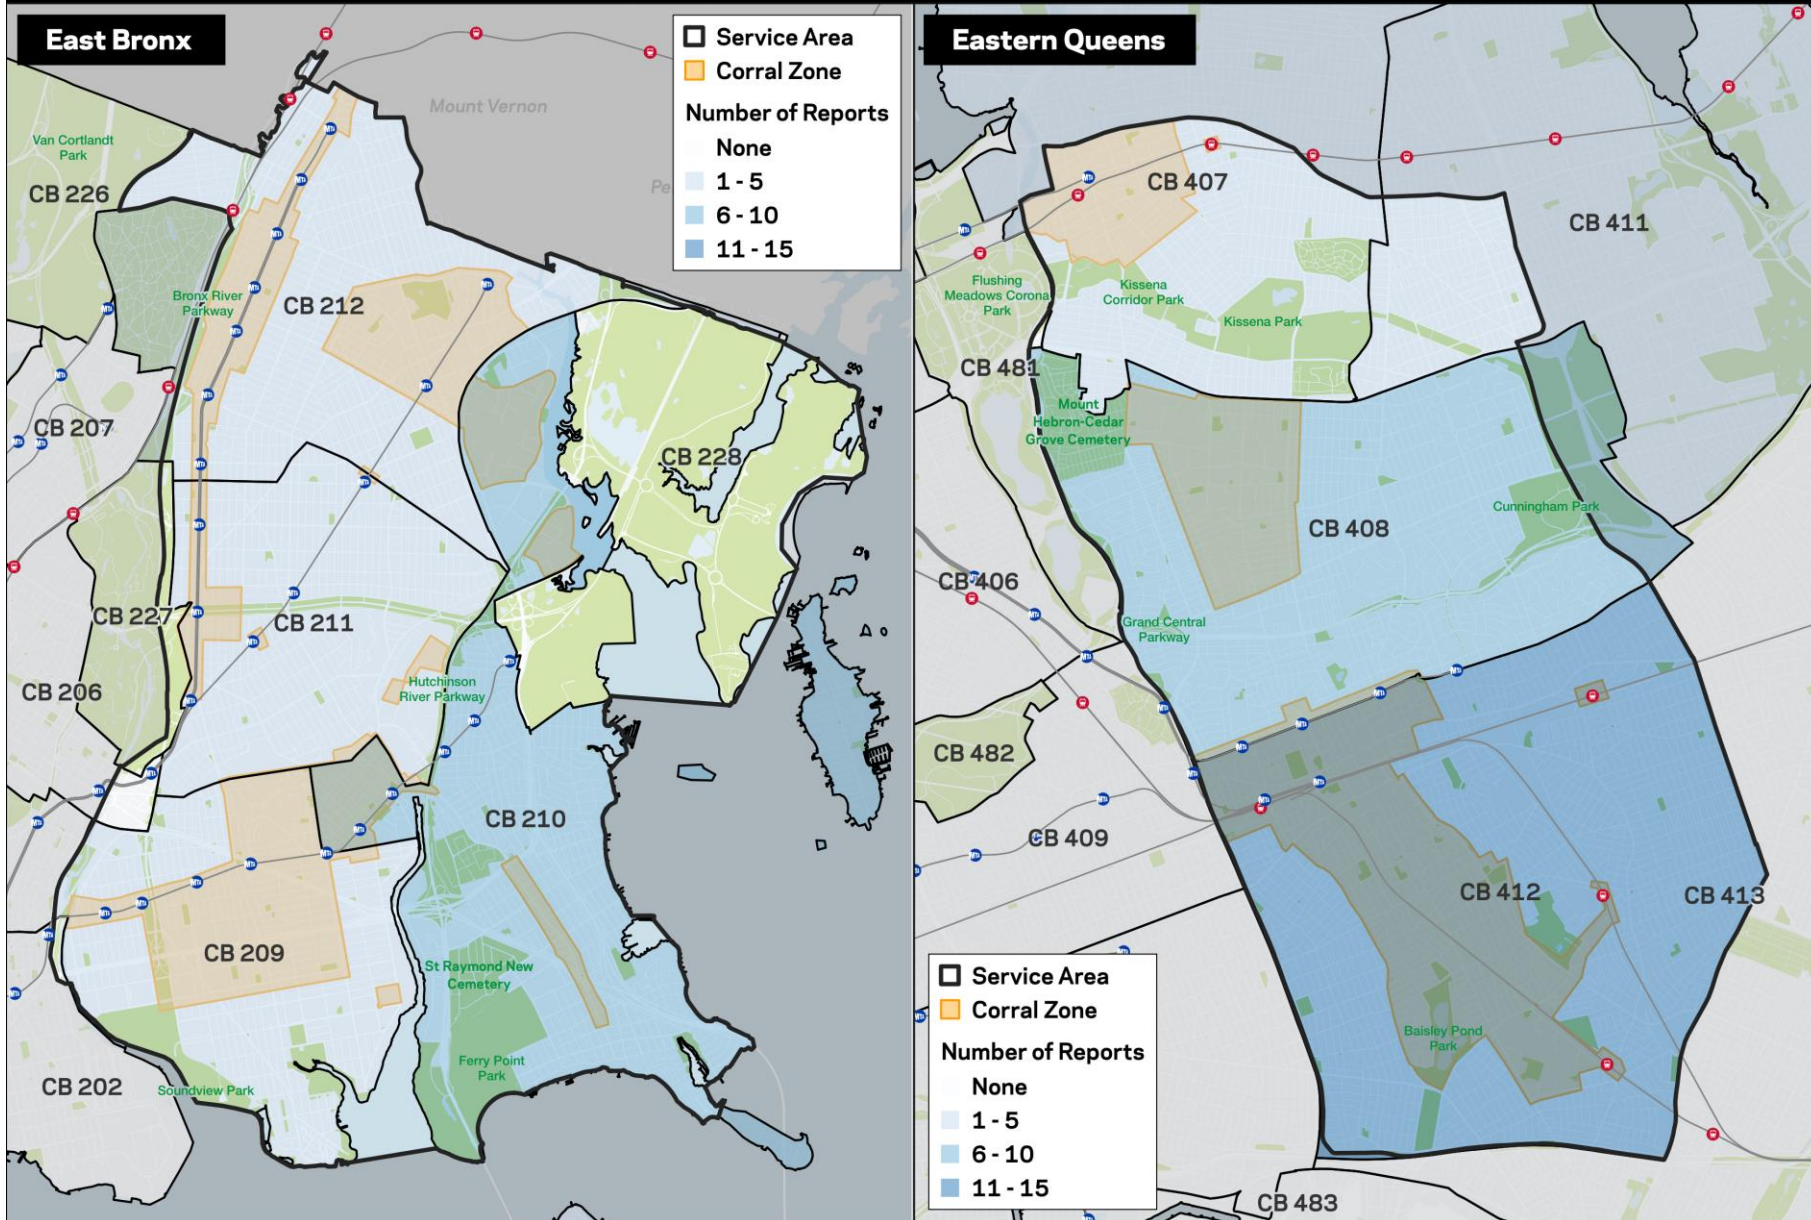 East Bronx
Service Area
Corral Zone
Number of Reports
None
1 - 5
6 - 10
11 - 15
Mount Vernon
Pe
Van Cortlandt
Park
CB 226
Bronx River
Parkway
CB 212
CB 207
CB 228
CB 227
CB 211
CB 206
Hutchinson
River Parkway
CB 210
CB 209
St Raymond New
Cemetery
Ferry Point
Park
CB 202
Soundview Park
Eastern Queens
CB 407
CB 411
Flushing
Meadows Corona
Park
Kissena
Corridor Park
Kissena Park
CB 481
Mount
Hebron-Cedar
Grove Cemetery
Cunningham Park
CB 408
CB 406
Grand Central
Parkway
CB 482
CB 409
CB 412
CB 413
Baisley Pond
Park
Service Area
Corral Zone
Number of Reports
None
1 - 5
6 - 10
11 - 15
CB 483